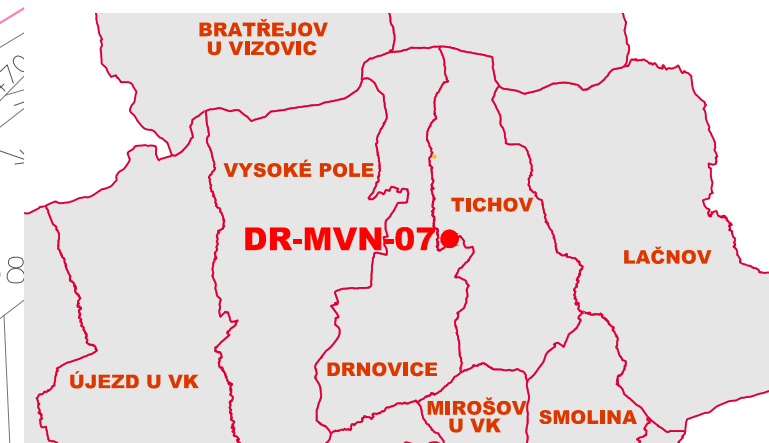 BRATŘEJOV
U VIZOVIC
VYSOKÉ POLE
TICHOV
DR-MVN-07
LAČNOV
ÚJEZD U VK
DRNOVICE
MIROŠOV
U VK
SMOLINA